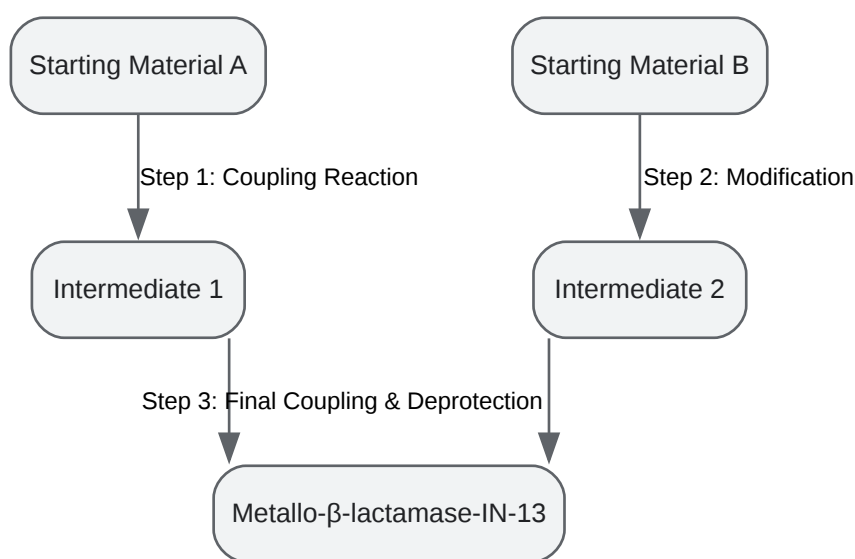 Starting Material A
Starting Material B
Step 1: Coupling Reaction
Step 2: Modification
Intermediate 1
Intermediate 2
Step 3: Final Coupling & Deprotection
Metallo-β-lactamase-IN-13